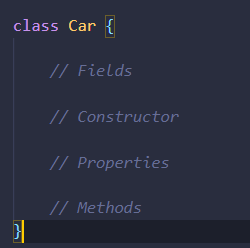 class Car {
// Fields
// Constructor
// Properties
// Methods
}